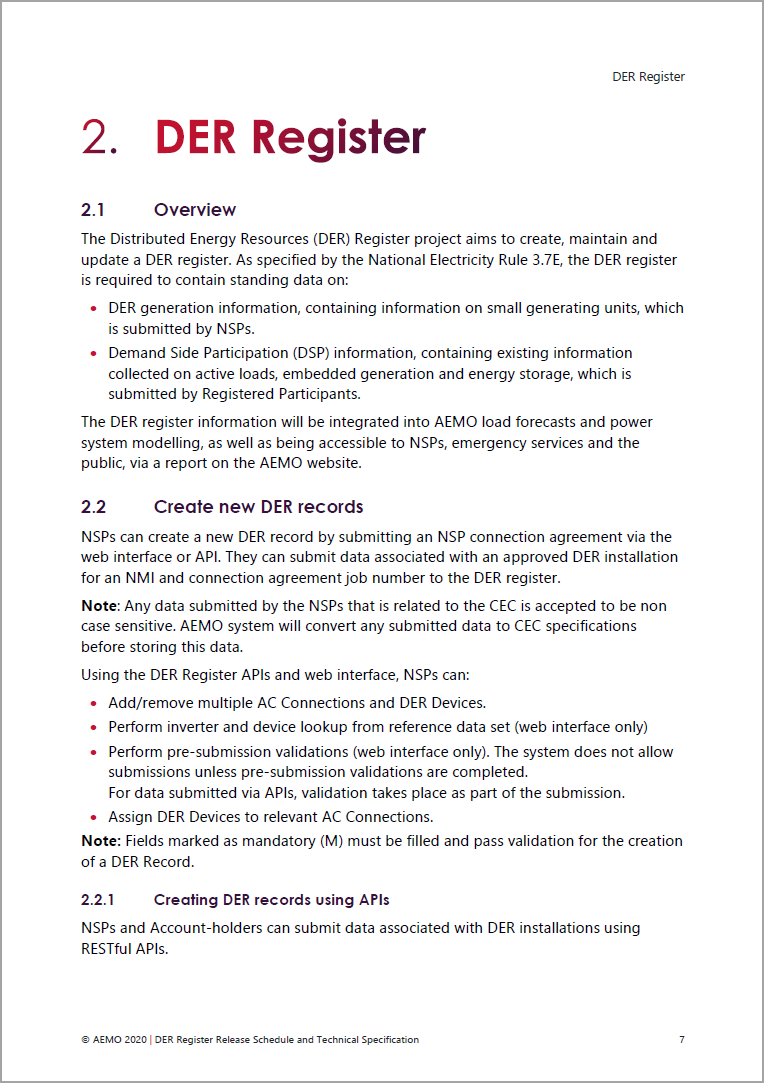 DER Register
2. DER Register
2.1 Overview
The Distributed Energy Resources (DER) Register project aims to create, maintain and
update a DER register. As specified by the National Electricity Rule 3.7E, the DER register
is required to contain standing data on:
• DER generation information, containing information on small generating units, which
is submitted by NSPs.
• Demand Side Participation (DSP) information, containing existing information
collected on active loads, embedded generation and energy storage, which is
submitted by Registered Participants.
The DER register information will be integrated into AEMO load forecasts and power
system modelling, as well as being accessible to NSPs, emergency services and the
public, via a report on the AEMO website.
2.2 Create new DER records
NSPs can create a new DER record by submitting an NSP connection agreement via the
web interface or API. They can submit data associated with an approved DER installation
for an NMI and connection agreement job number to the DER register.
Note: Any data submitted by the NSPs that is related to the CEC is accepted to be non
case sensitive. AEMO system will convert any submitted data to CEC specifications
before storing this data.
Using the DER Register APIs and web interface, NSPs can:
• Add/remove multiple AC Connections and DER Devices.
• Perform inverter and device lookup from reference data set (web interface only)
• Perform pre-submission validations (web interface only). The system does not allow
submissions unless pre-submission validations are completed.
For data submitted via APIs, validation takes place as part of the submission.
• Assign DER Devices to relevant AC Connections.
Note: Fields marked as mandatory (M) must be filled and pass validation for the creation
of a DER Record.
2.2.1 Creating DER records using APIs
NSPs and Account-holders can submit data associated with DER installations using
RESTful APIs.
© AEMO 2020 | DER Register Release Schedule and Technical Specification 7